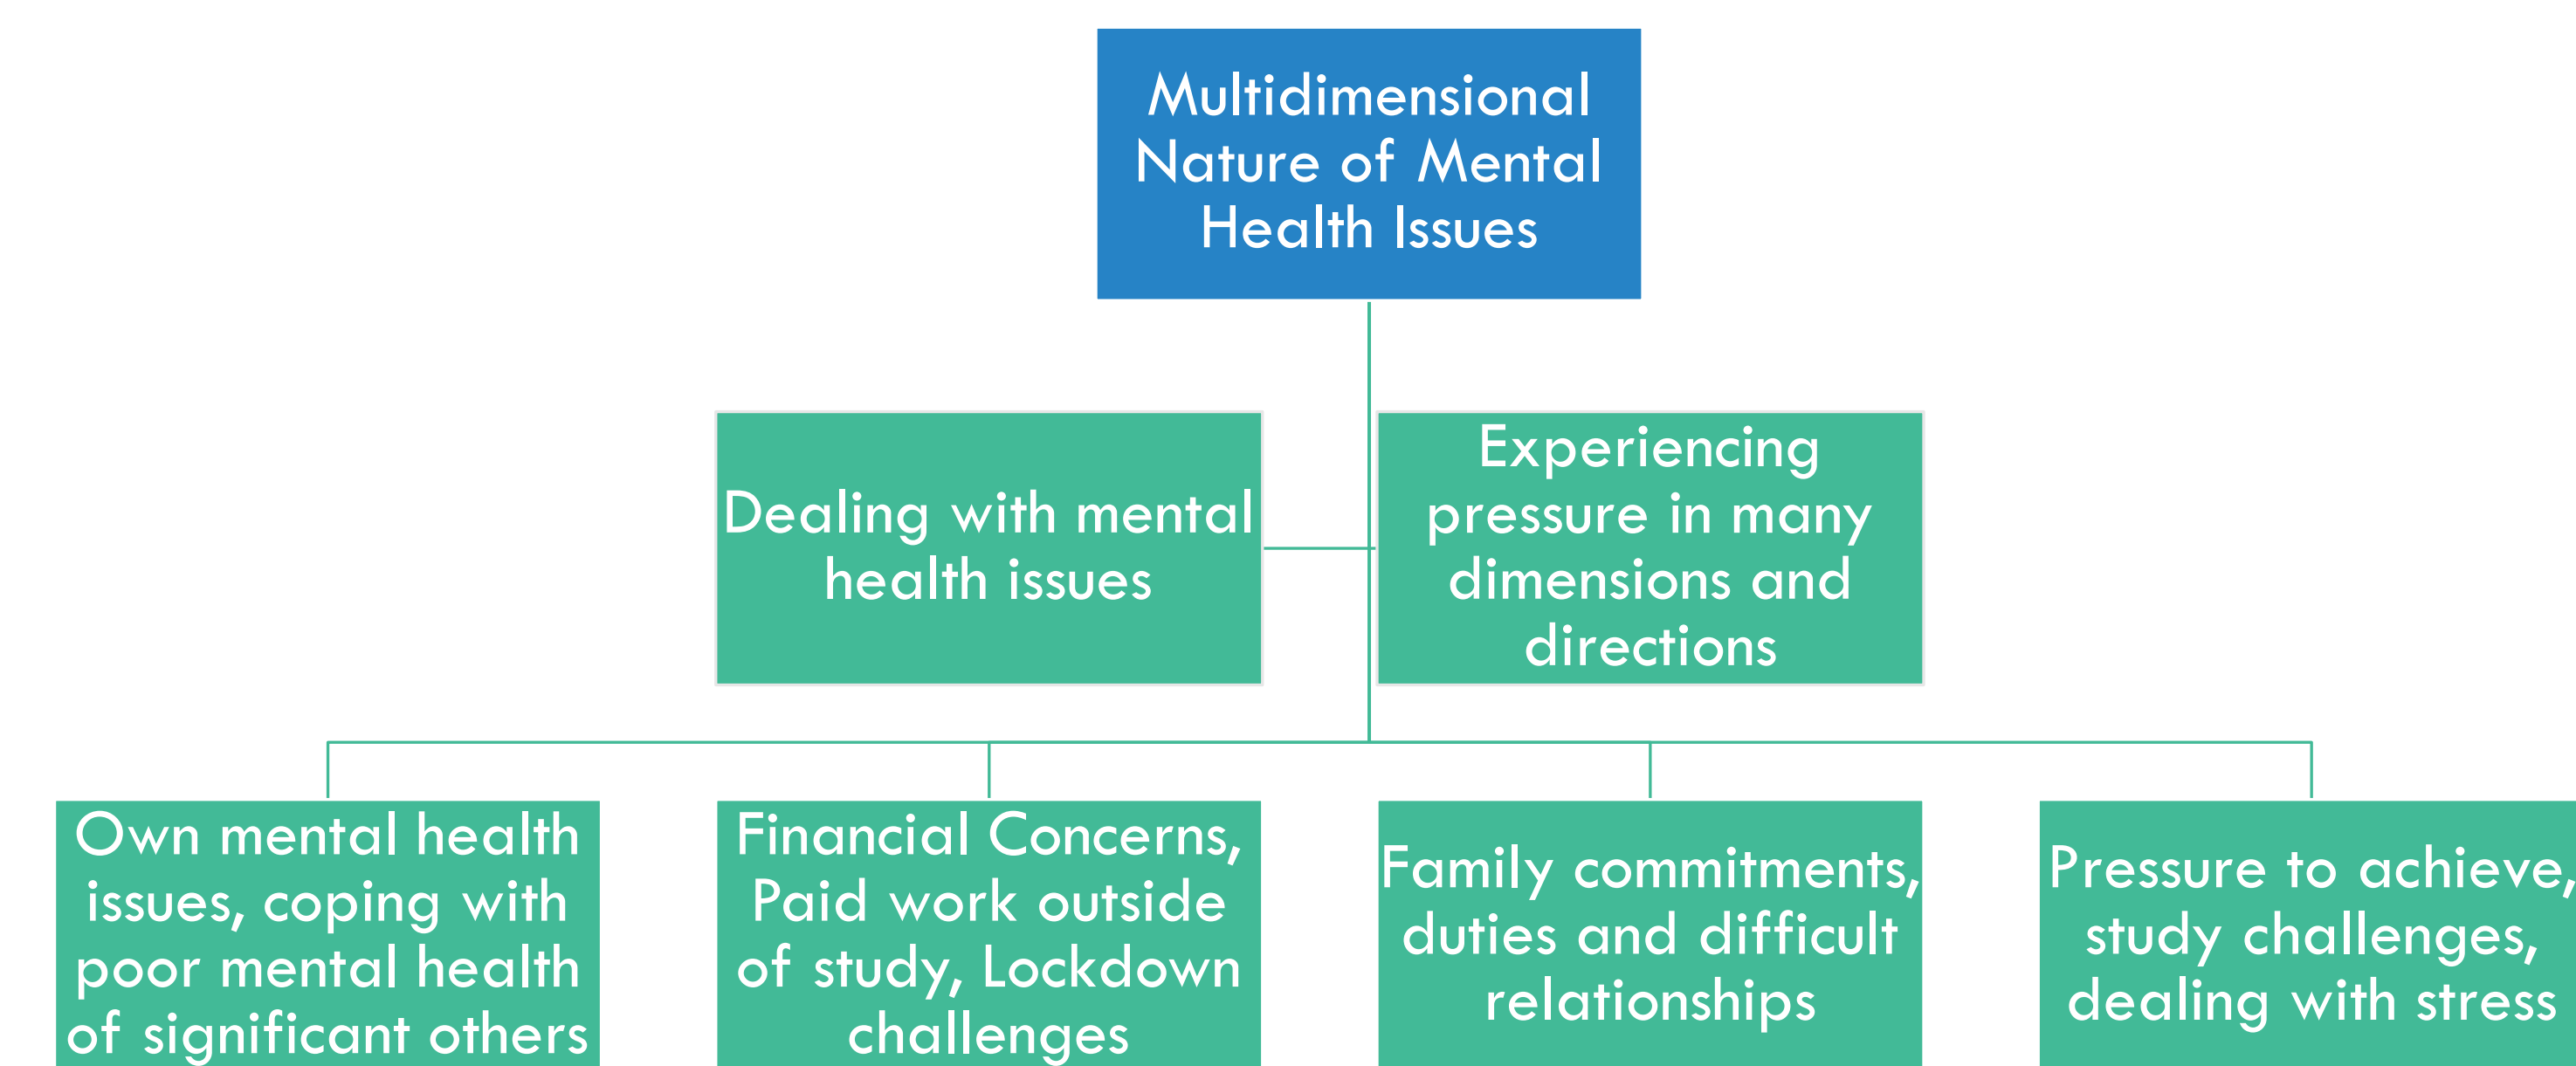 Multidimensional
Nature of Mental
Health Issues
Dealing with mental
health issues
Experiencing
pressure in many
dimensions and
directions
Own mental health
issues, coping with
poor mental health
of significant others
Financial Concerns,
Paid work outside
of study, Lockdown
challenges
Family commitments,
duties and difficult
relationships
Pressure to achieve,
study challenges,
dealing with stress